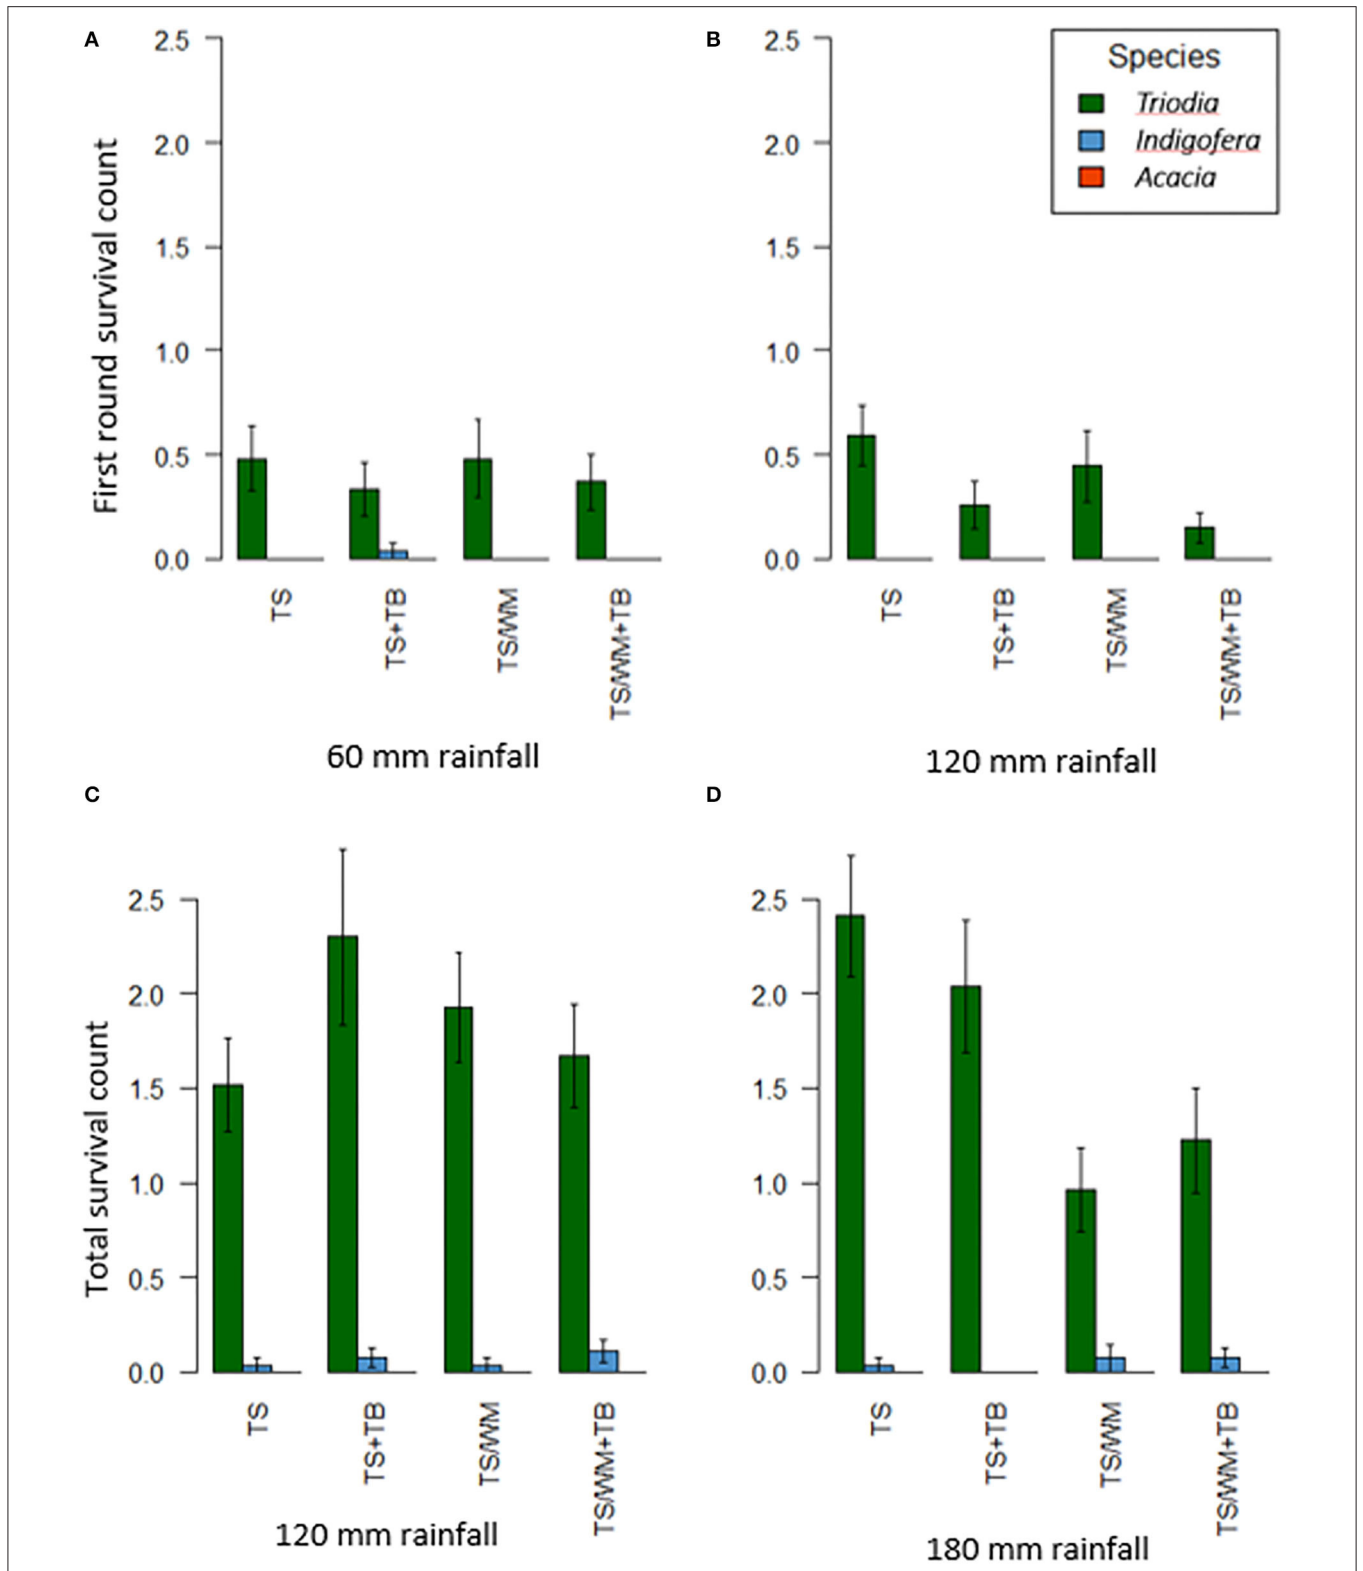 A
2.5
2.0
1.5
1.0
0.5
0.0
First round survival count
TS
TS+TB
TS/WM
TS/WM+TB
60 mm rainfall
B
2.5
2.0
1.5
1.0
0.5
0.0
TS
TS+TB
TS/WM
TS/WM+TB
120 mm rainfall
Species
Triodia
Indigofera
Acacia
C
2.5
2.0
1.5
1.0
0.5
0.0
Total survival count
TS
TS+TB
TS/WM
TS/WM+TB
120 mm rainfall
D
2.5
2.0
1.5
1.0
0.5
0.0
TS
TS+TB
TS/WM
TS/WM+TB
180 mm rainfall